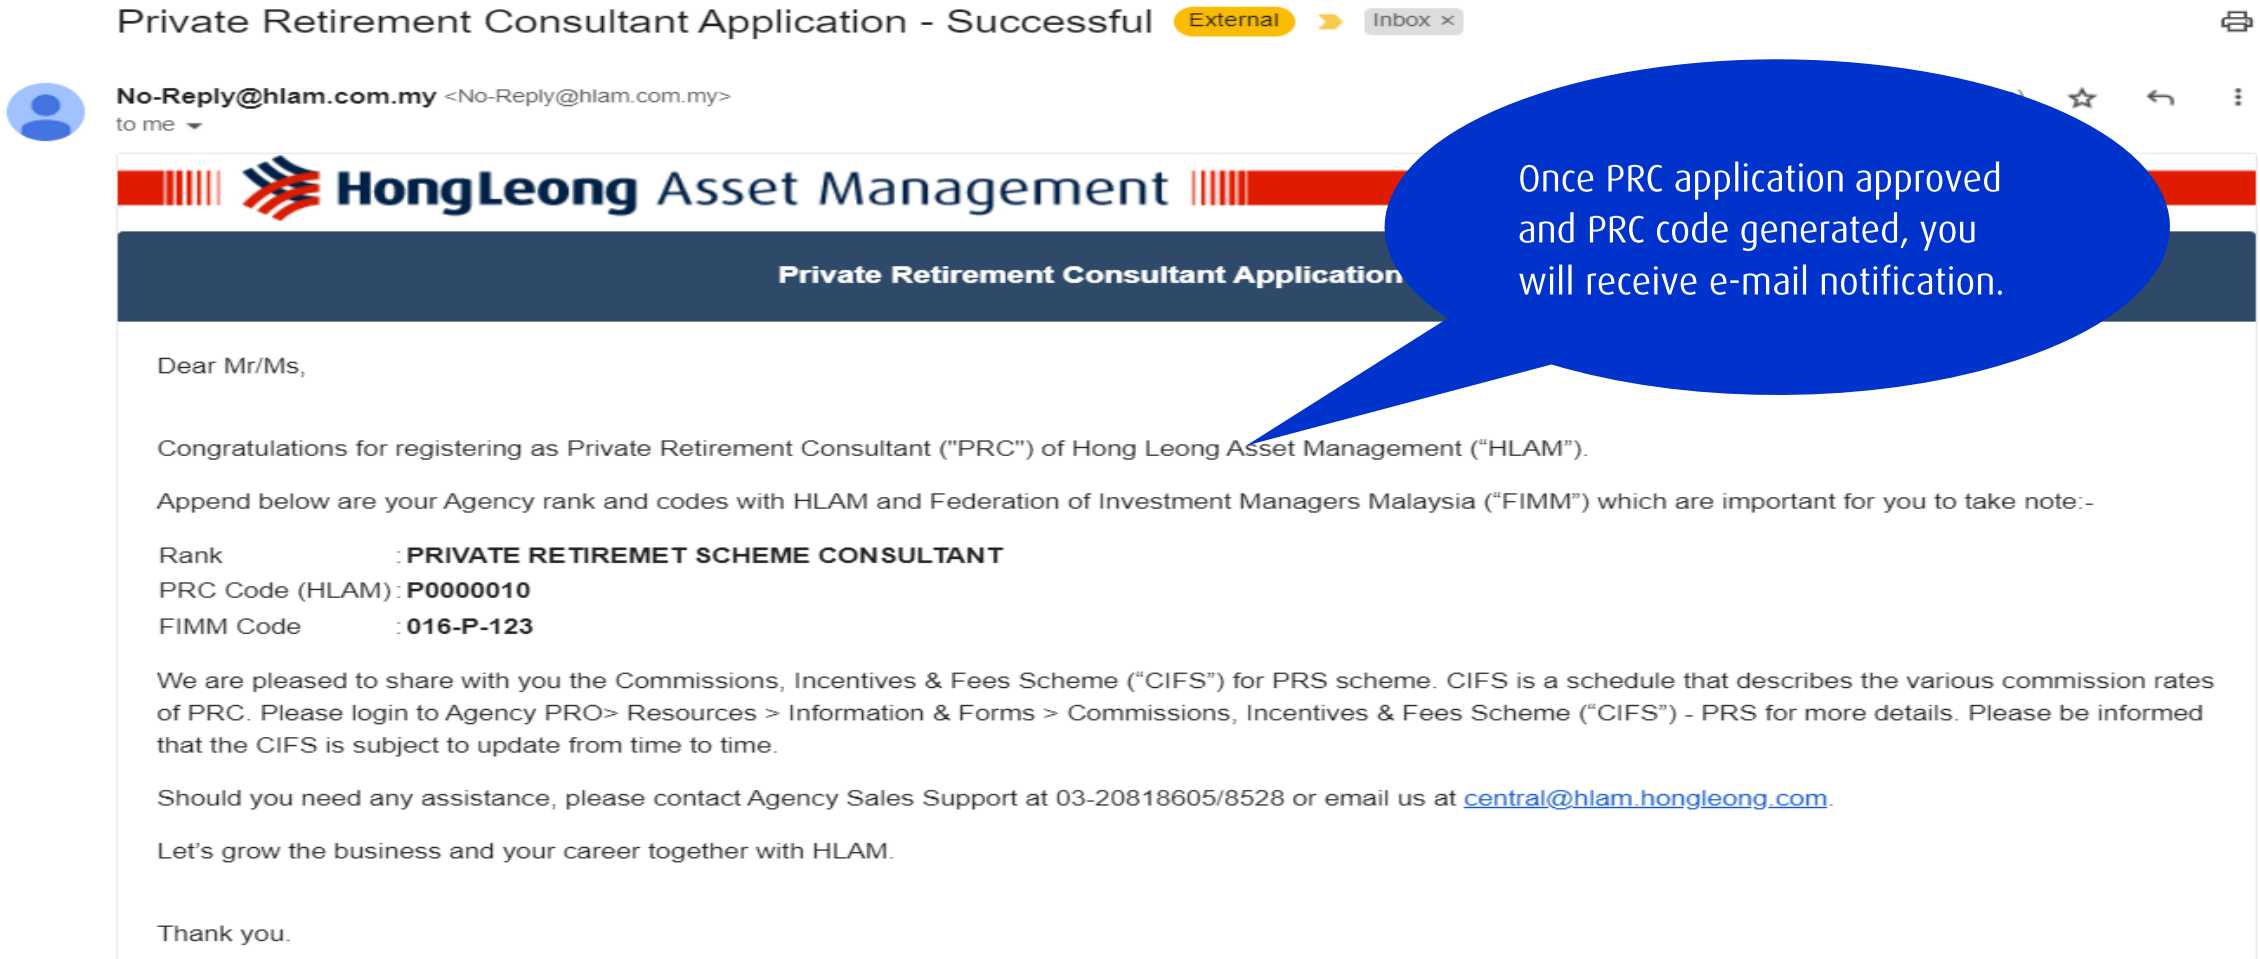 Private Retirement Consultant Application - Successful External Inbox ×
No-Reply@hlam.com.my <No-Reply@hlam.com.my>
to me
HongLeong Asset Management
Once PRC application approved
and PRC code generated, you
will receive e-mail notification.
Private Retirement Consultant Application
Dear Mr/Ms,
Congratulations for registering as Private Retirement Consultant ("PRC") of Hong Leong Asset Management (“HLAM”).
Append below are your Agency rank and codes with HLAM and Federation of Investment Managers Malaysia (“FIMM”) which are important for you to take note:-
Rank : PRIVATE RETIREMET SCHEME CONSULTANT
PRC Code (HLAM) : P0000010
FIMM Code : 016-P-123
We are pleased to share with you the Commissions, Incentives & Fees Scheme (“CIFS”) for PRS scheme. CIFS is a schedule that describes the various commission rates
of PRC. Please login to Agency PRO> Resources > Information & Forms > Commissions, Incentives & Fees Scheme (“CIFS”) - PRS for more details. Please be informed
that the CIFS is subject to update from time to time.
Should you need any assistance, please contact Agency Sales Support at 03-20818605/8528 or email us at central@hlam.hongleong.com.
Let's grow the business and your career together with HLAM.
Thank you.